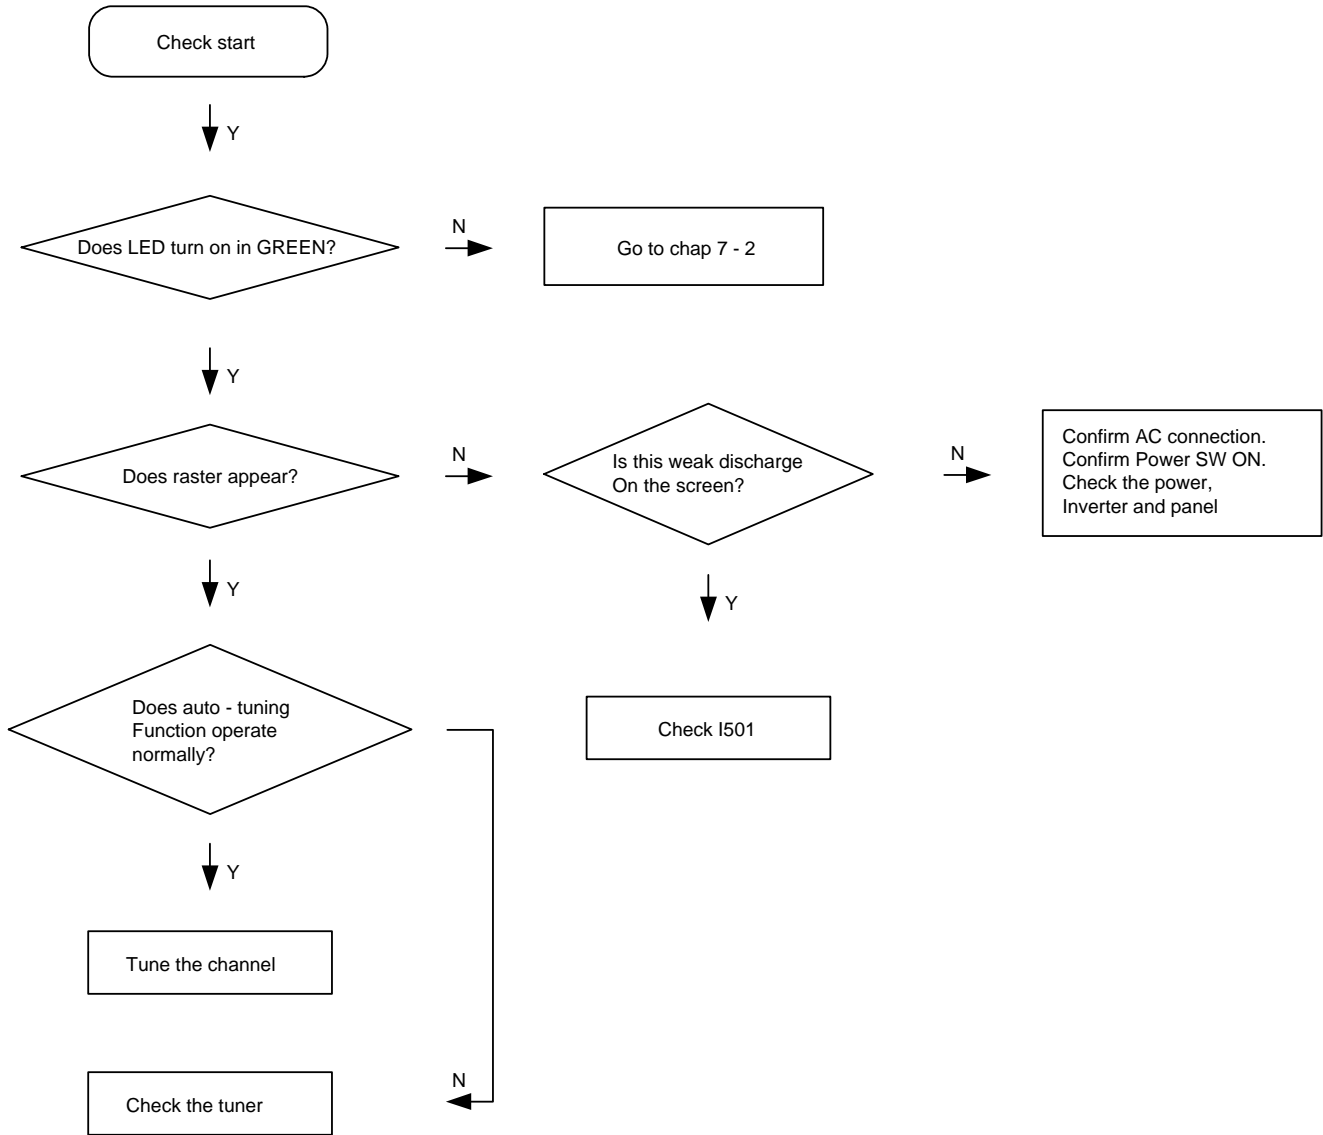 Check start
Y
Does LED turn on in GREEN?
N
Go to chap 7 - 2
Y
Does raster appear?
N
Is this weak discharge
On the screen?
N
Confirm AC connection.
Confirm Power SW ON.
Check the power,
Inverter and panel
Y
Y
Does auto - tuning
Function operate
normally?
Check I501
Y
Tune the channel
N
Check the tuner